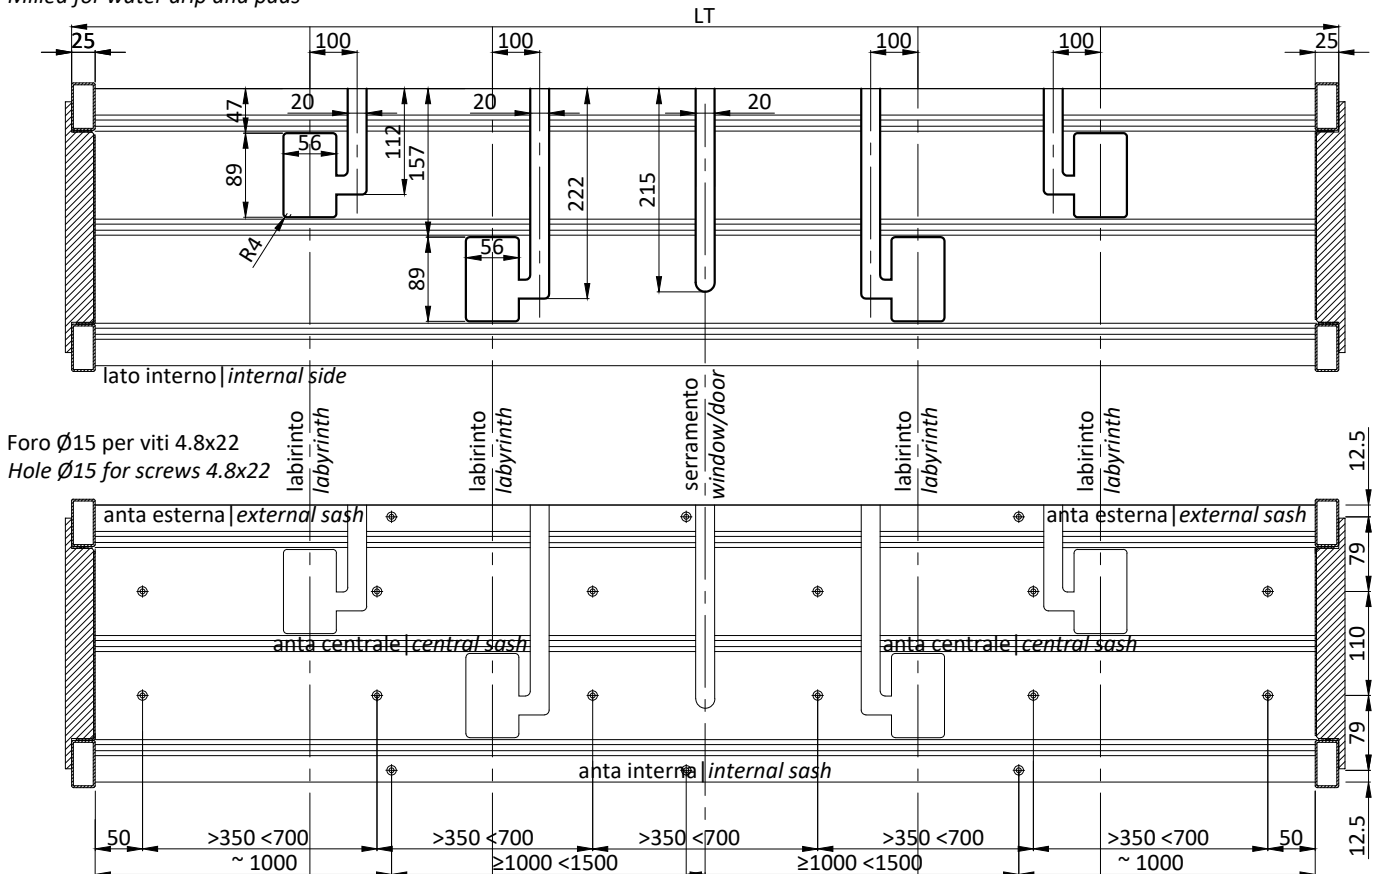 Milled for water drip and pads
LT
25 100 100 100 100 25
20 20 20
47 112 157
56
89 222 215
R4
56
89
lato interno|internal side
labirinto
labyrinth
labirinto
labyrinth
serramento
window/door
labirinto
labyrinth
labirinto
labyrinth
Foro Ø15 per viti 4.8x22
Hole Ø15 for screws 4.8x22
12.5
anta esterna|external sash
anta esterna|external sash
79
anta centrale|central sash
anta centrale|central sash
110
79
anta interna|internal sash
12.5
50 >350 <700 >350 <700 >350 <700 >350 <700 >350 <700 50
~ 1000 ≥1000 <1500 ≥1000 <1500 ~ 1000